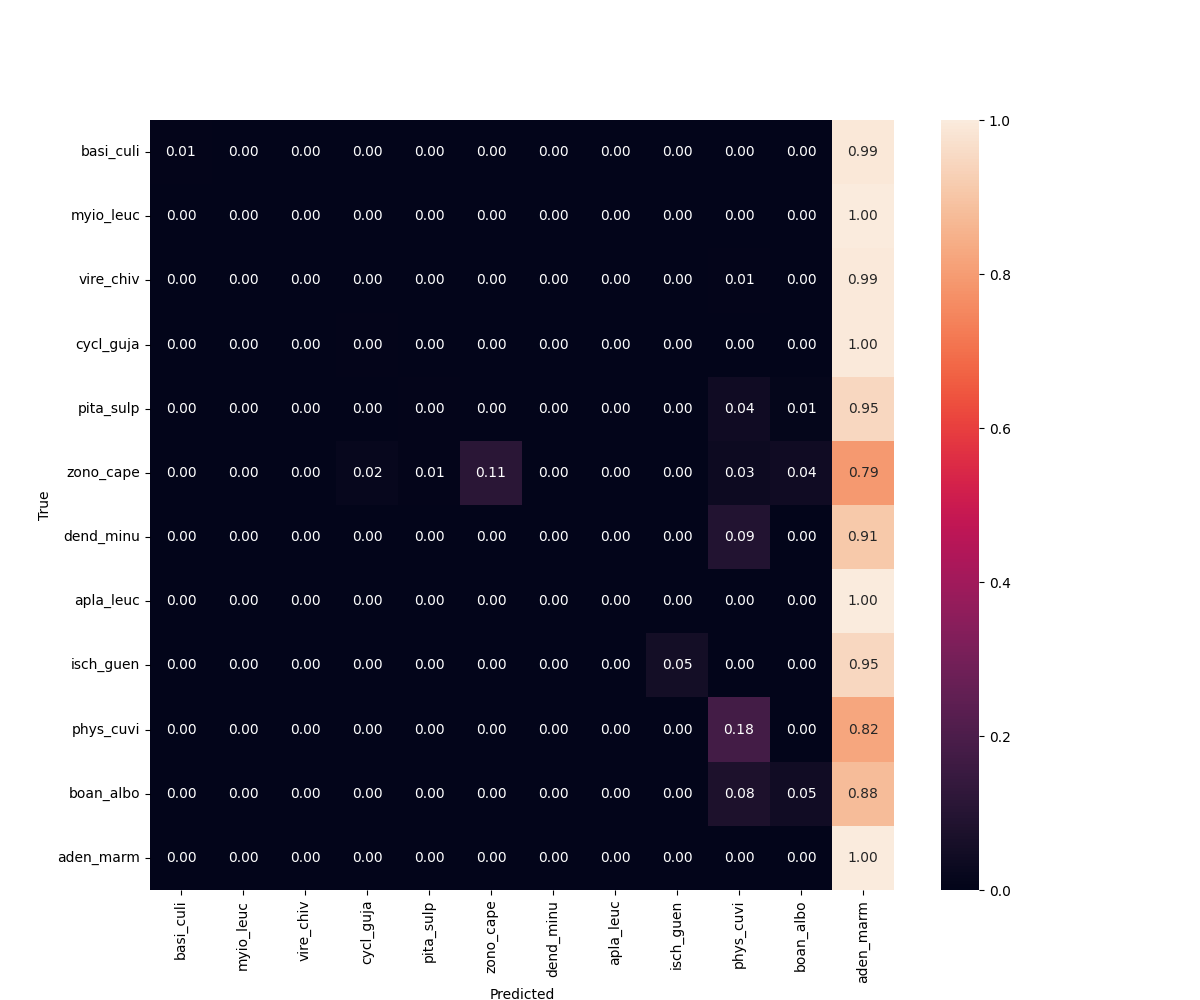 basi_culi 0.01 0.00 0.00 0.00 0.00 0.00 0.00 0.00 0.00 0.00 0.00 0.99
myio_leuc 0.00 0.00 0.00 0.00 0.00 0.00 0.00 0.00 0.00 0.00 0.00 1.00
vire_chiv 0.00 0.00 0.00 0.00 0.00 0.00 0.00 0.00 0.00 0.01 0.00 0.99
cycl_guja 0.00 0.00 0.00 0.00 0.00 0.00 0.00 0.00 0.00 0.00 0.00 1.00
pita_sulp 0.00 0.00 0.00 0.00 0.00 0.00 0.00 0.00 0.00 0.04 0.01 0.95
zono_cape 0.00 0.00 0.00 0.02 0.01 0.11 0.00 0.00 0.00 0.03 0.04 0.79
dend_minu 0.00 0.00 0.00 0.00 0.00 0.00 0.00 0.00 0.00 0.09 0.00 0.91
apla_leuc 0.00 0.00 0.00 0.00 0.00 0.00 0.00 0.00 0.00 0.00 0.00 1.00
isch_guen 0.00 0.00 0.00 0.00 0.00 0.00 0.00 0.00 0.05 0.00 0.00 0.95
phys_cuvi 0.00 0.00 0.00 0.00 0.00 0.00 0.00 0.00 0.00 0.18 0.00 0.82
boan_albo 0.00 0.00 0.00 0.00 0.00 0.00 0.00 0.00 0.00 0.08 0.05 0.88
aden_marm 0.00 0.00 0.00 0.00 0.00 0.00 0.00 0.00 0.00 0.00 0.00 1.00
True
basi_culi myio_leuc vire_chiv cycl_guja pita_sulp zono_cape dend_minu apla_leuc isch_guen phys_cuvi boan_albo aden_marm
Predicted
1.0
0.8
0.6
0.4
0.2
0.0